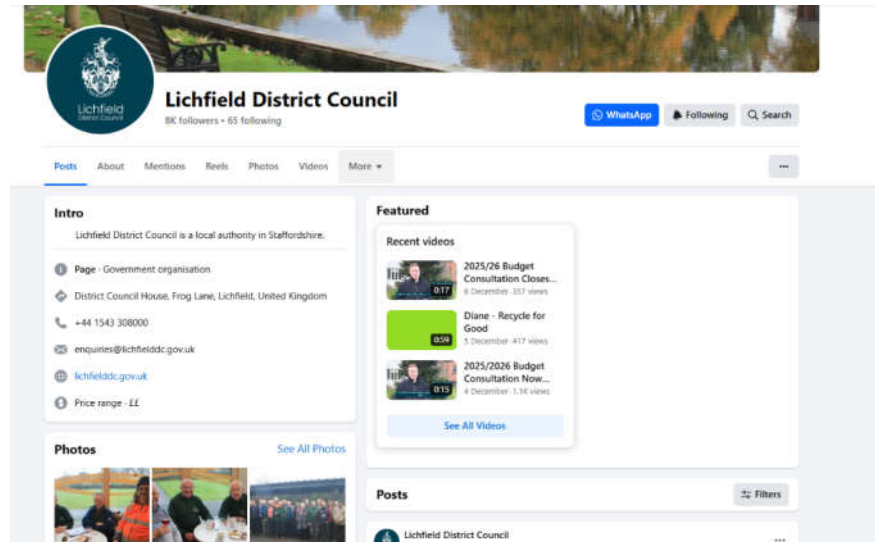 Lichfield
District Council
Lichfield District Council
8K followers • 65 following
WhatsApp
Following
Search
Posts
About
Mentions
Reels
Photos
Videos
More
Intro
Lichfield District Council is a local authority in Staffordshire.
Page · Government organisation
District Council House, Frog Lane, Lichfield, United Kingdom
+44 1543 308000
enquiries@lichfielddc.gov.uk
lichfielddc.gov.uk
Price range · ££
Photos
See All Photos
Featured
Recent videos
0:17
2025/26 Budget
Consultation Closes...
6 December · 357 views
0:59
Diane - Recycle for
Good
5 December · 417 views
0:15
2025/2026 Budget
Consultation Now...
4 December · 1.1K views
See All Videos
Posts
Filters
Lichfield District Council